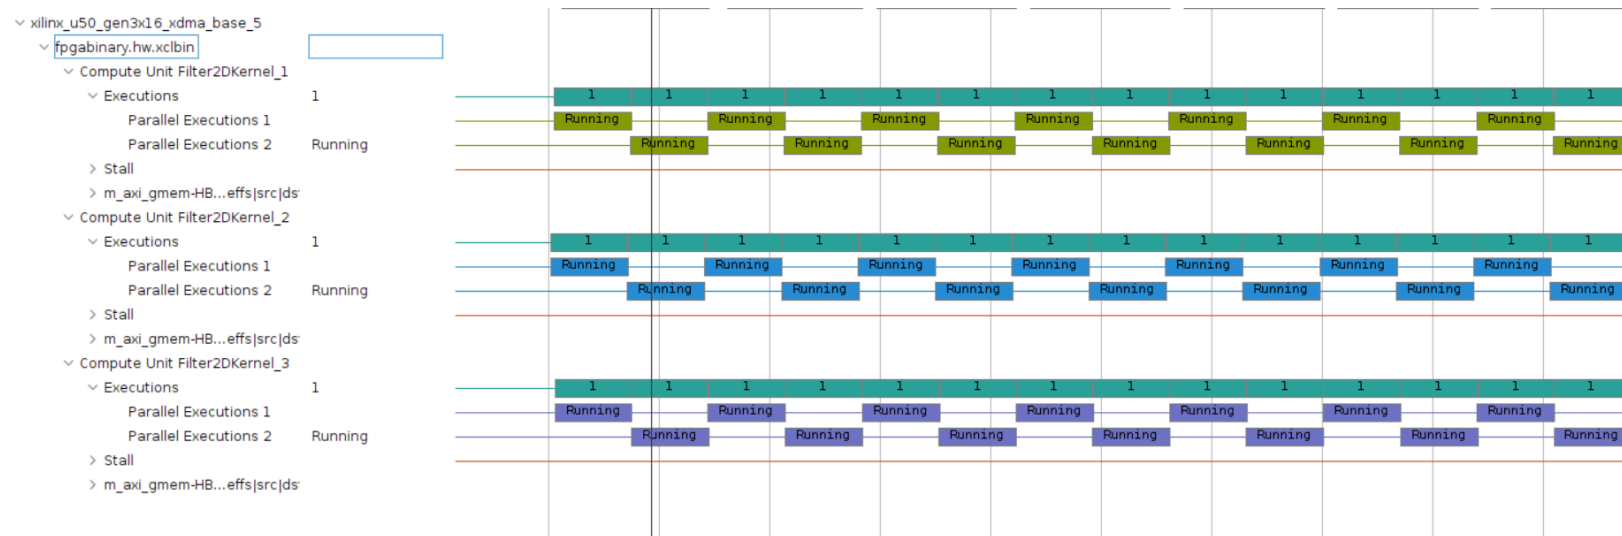 xilinx_u50_gen3x16_xdma_base_5
fpgabinary.hw.xclbin
Compute Unit Filter2DKernel_1
Executions 1 1 1 1 1 1 1 1 1 1 1 1 1 1 1
Parallel Executions 1 Running Running Running Running Running Running Running
Parallel Executions 2 Running Running Running Running Running Running Running Running
Stall
m_axi_gmem-HB...effs|src|ds
Compute Unit Filter2DKernel_2
Executions 1 1 1 1 1 1 1 1 1 1 1 1 1 1 1
Parallel Executions 1 Running Running Running Running Running Running Running
Parallel Executions 2 Running Running Running Running Running Running Running Running
Stall
m_axi_gmem-HB...effs|src|ds
Compute Unit Filter2DKernel_3
Executions 1 1 1 1 1 1 1 1 1 1 1 1 1 1 1
Parallel Executions 1 Running Running Running Running Running Running Running
Parallel Executions 2 Running Running Running Running Running Running Running Running
Stall
m_axi_gmem-HB...effs|src|ds